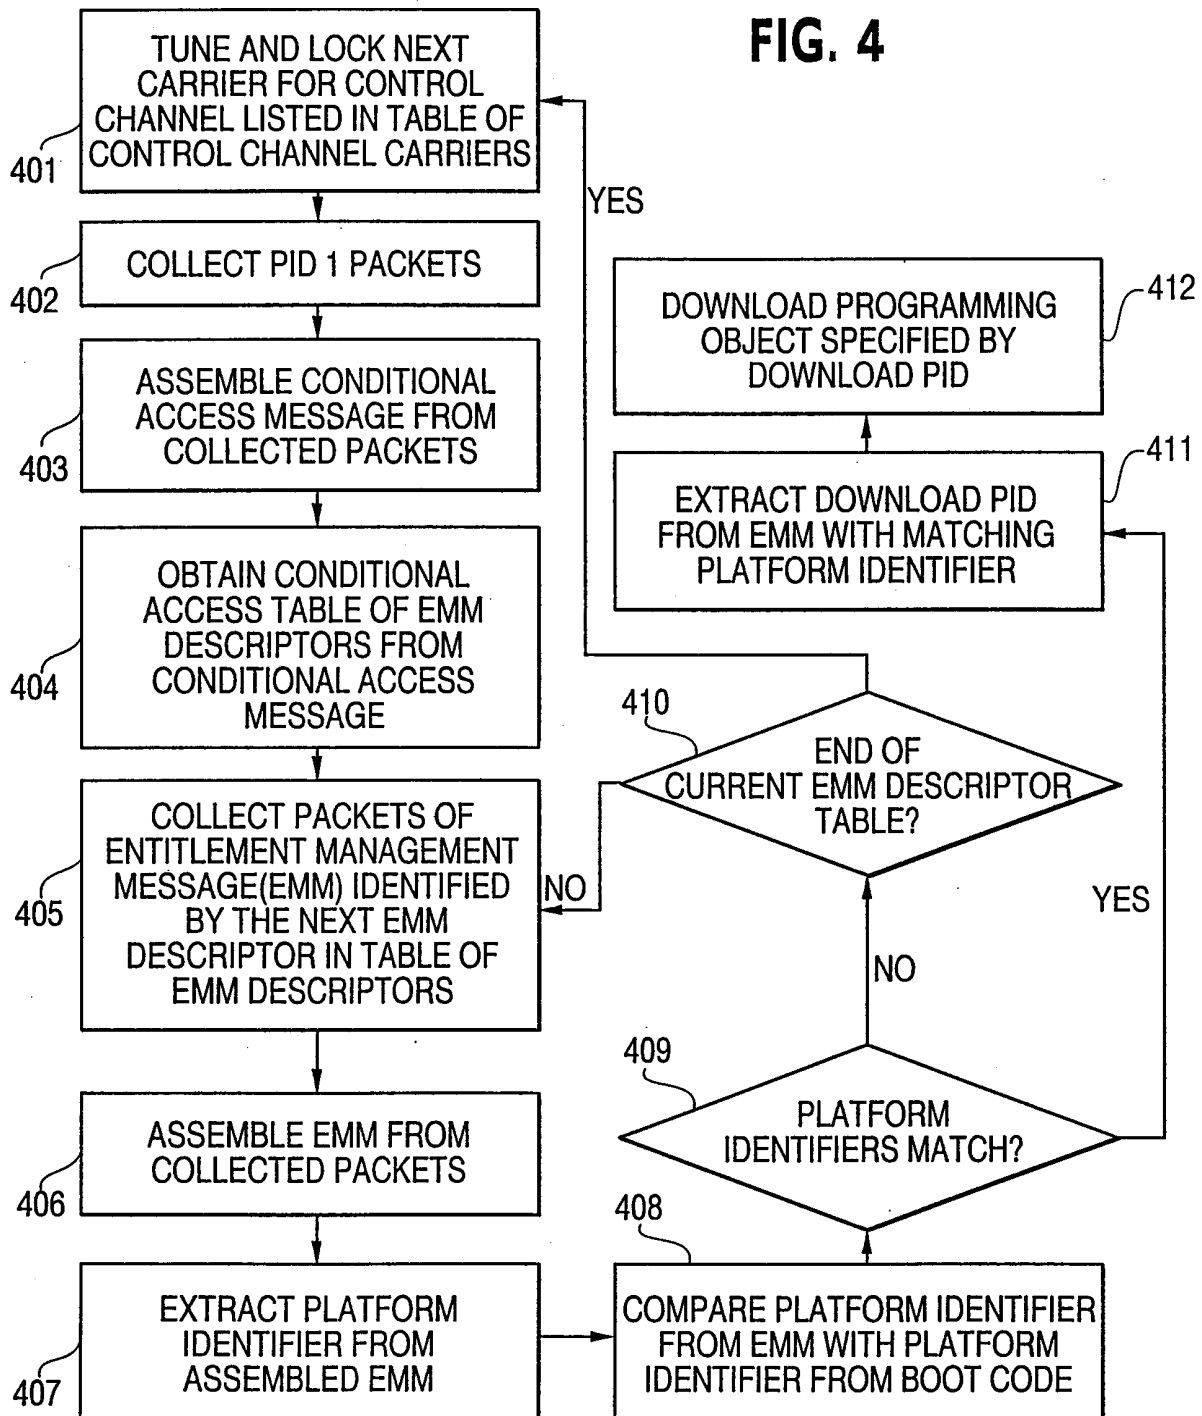 FIG. 4
TUNE AND LOCK NEXT
CARRIER FOR CONTROL
CHANNEL LISTED IN TABLE OF
CONTROL CHANNEL CARRIERS
401
COLLECT PID 1 PACKETS
402
ASSEMBLE CONDITIONAL
ACCESS MESSAGE FROM
COLLECTED PACKETS
403
OBTAIN CONDITIONAL
ACCESS TABLE OF EMM
DESCRIPTORS FROM
CONDITIONAL ACCESS
MESSAGE
404
COLLECT PACKETS OF
ENTITLEMENT MANAGEMENT
MESSAGE(EMM) IDENTIFIED
BY THE NEXT EMM
DESCRIPTOR IN TABLE OF
EMM DESCRIPTORS
405
ASSEMBLE EMM FROM
COLLECTED PACKETS
406
EXTRACT PLATFORM
IDENTIFIER FROM
ASSEMBLED EMM
407
408
COMPARE PLATFORM IDENTIFIER
FROM EMM WITH PLATFORM
IDENTIFIER FROM BOOT CODE
409
PLATFORM
IDENTIFIERS MATCH?
NO
YES
410
END OF
CURRENT EMM DESCRIPTOR
TABLE?
NO
YES
411
EXTRACT DOWNLOAD PID
FROM EMM WITH MATCHING
PLATFORM IDENTIFIER
412
DOWNLOAD PROGRAMMING
OBJECT SPECIFIED BY
DOWNLOAD PID